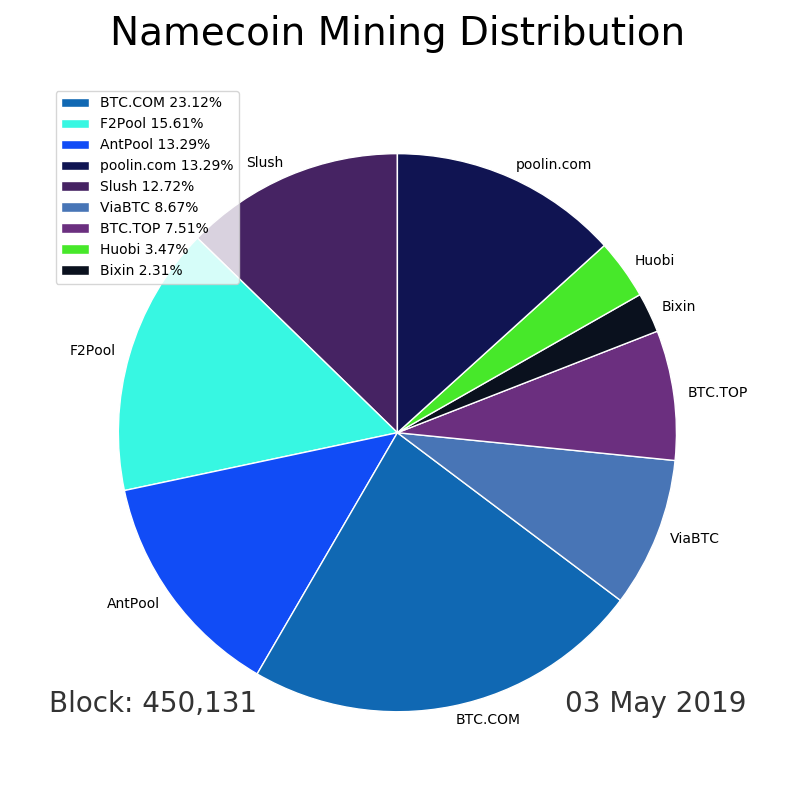 Namecoin Mining Distribution
BTC.COM 23.12%
F2Pool 15.61%
AntPool 13.29%
poolin.com 13.29%
Slush 12.72%
ViaBTC 8.67%
BTC.TOP 7.51%
Huobi 3.47%
Bixin 2.31%
Slush
poolin.com
Huobi
Bixin
F2Pool
BTC.TOP
ViaBTC
AntPool
Block: 450,131
03 May 2019
BTC.COM